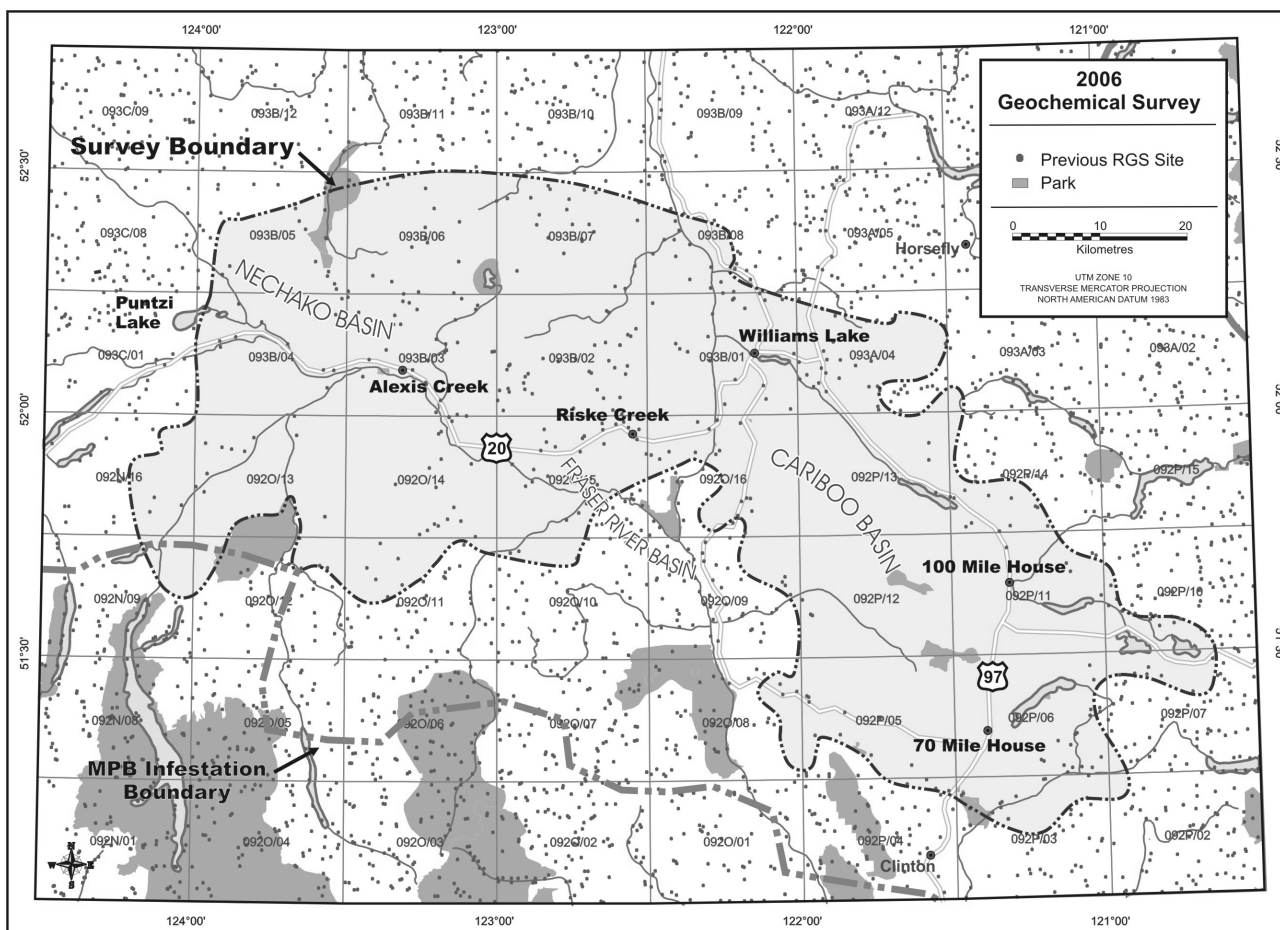 124°00'
123°00'
122°00'
121°00'
2006
Geochemical Survey
Previous RGS Site
Park
0
10
20
Kilometres
UTM ZONE 10
TRANSVERSE MERCATOR PROJECTION
NORTH AMERICAN DATUM 1983
093C/09
093B/12
093B/11
093B/10
093B/09
093A/12
52°30'
Survey Boundary
093C/08
093B/05
093B/06
093B/07
093B/08
093A/05
Horsefly
NECHAKO BASIN
Puntzi
Lake
093C/01
093B/04
093B/03
093B/02
093B/01
Williams Lake
093A/04
093A/03
093A/02
Alexis Creek
52°00'
Riske Creek
20
092N/16
092O/13
092O/14
FRASER RIVER BASIN
092O/16
CARIBOO BASIN
092P/13
092P/14
092P/15
100 Mile House
092N/09
092O/12
092O/11
092O/10
092O/09
092P/12
092P/11
092P/10
51°30'
97
092N/08
092O/05
092O/06
092O/07
092O/08
092P/05
092P/06
092P/07
70 Mile House
MPB Infestation
Boundary
092N/01
092O/04
092O/03
092O/02
092O/01
092P/04
092P/03
092P/02
Clinton
N
W
E
S
124°00'
123°00'
122°00'
121°00'